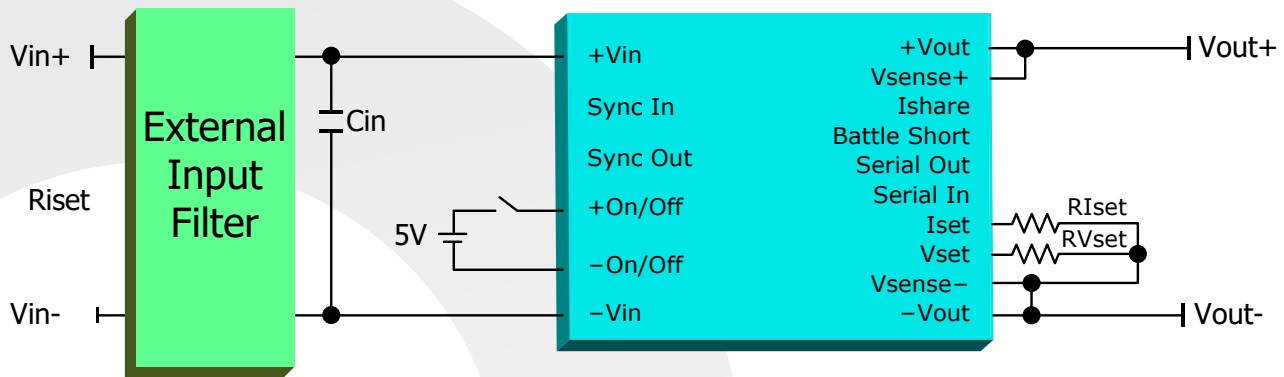 Vin+
External
Input
Filter
Riset
Vin-
Cin
5V
+Vin
Sync In
Sync Out
+On/Off
−On/Off
−Vin
+Vout
Vsense+
Ishare
Battle Short
Serial Out
Serial In
Iset
Vset
Vsense−
−Vout
RIset
RVset
Vout+
Vout-